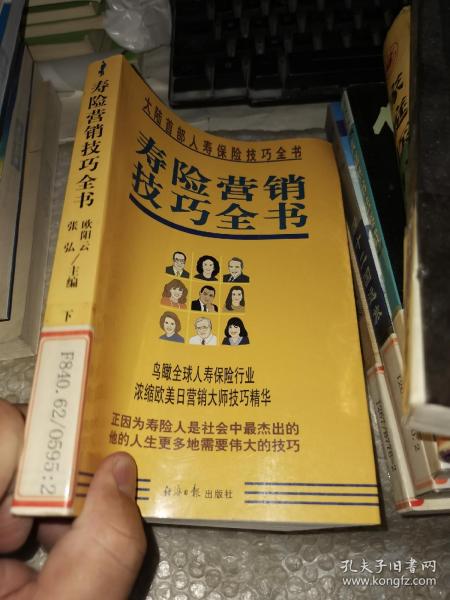 大陆首部人寿保险技巧全书
寿险营销
技巧全书
鸟瞰全球人寿保险行业
浓缩欧美日营销大师技巧精华
正因为寿险人是社会中最杰出的
他的人生更多地需要伟大的技巧
经济日报出版社
寿险营销技巧全书
欧阳云
张弘／主编
下
F840.62/0595:2
孔夫子旧书网
www.kongfz.com